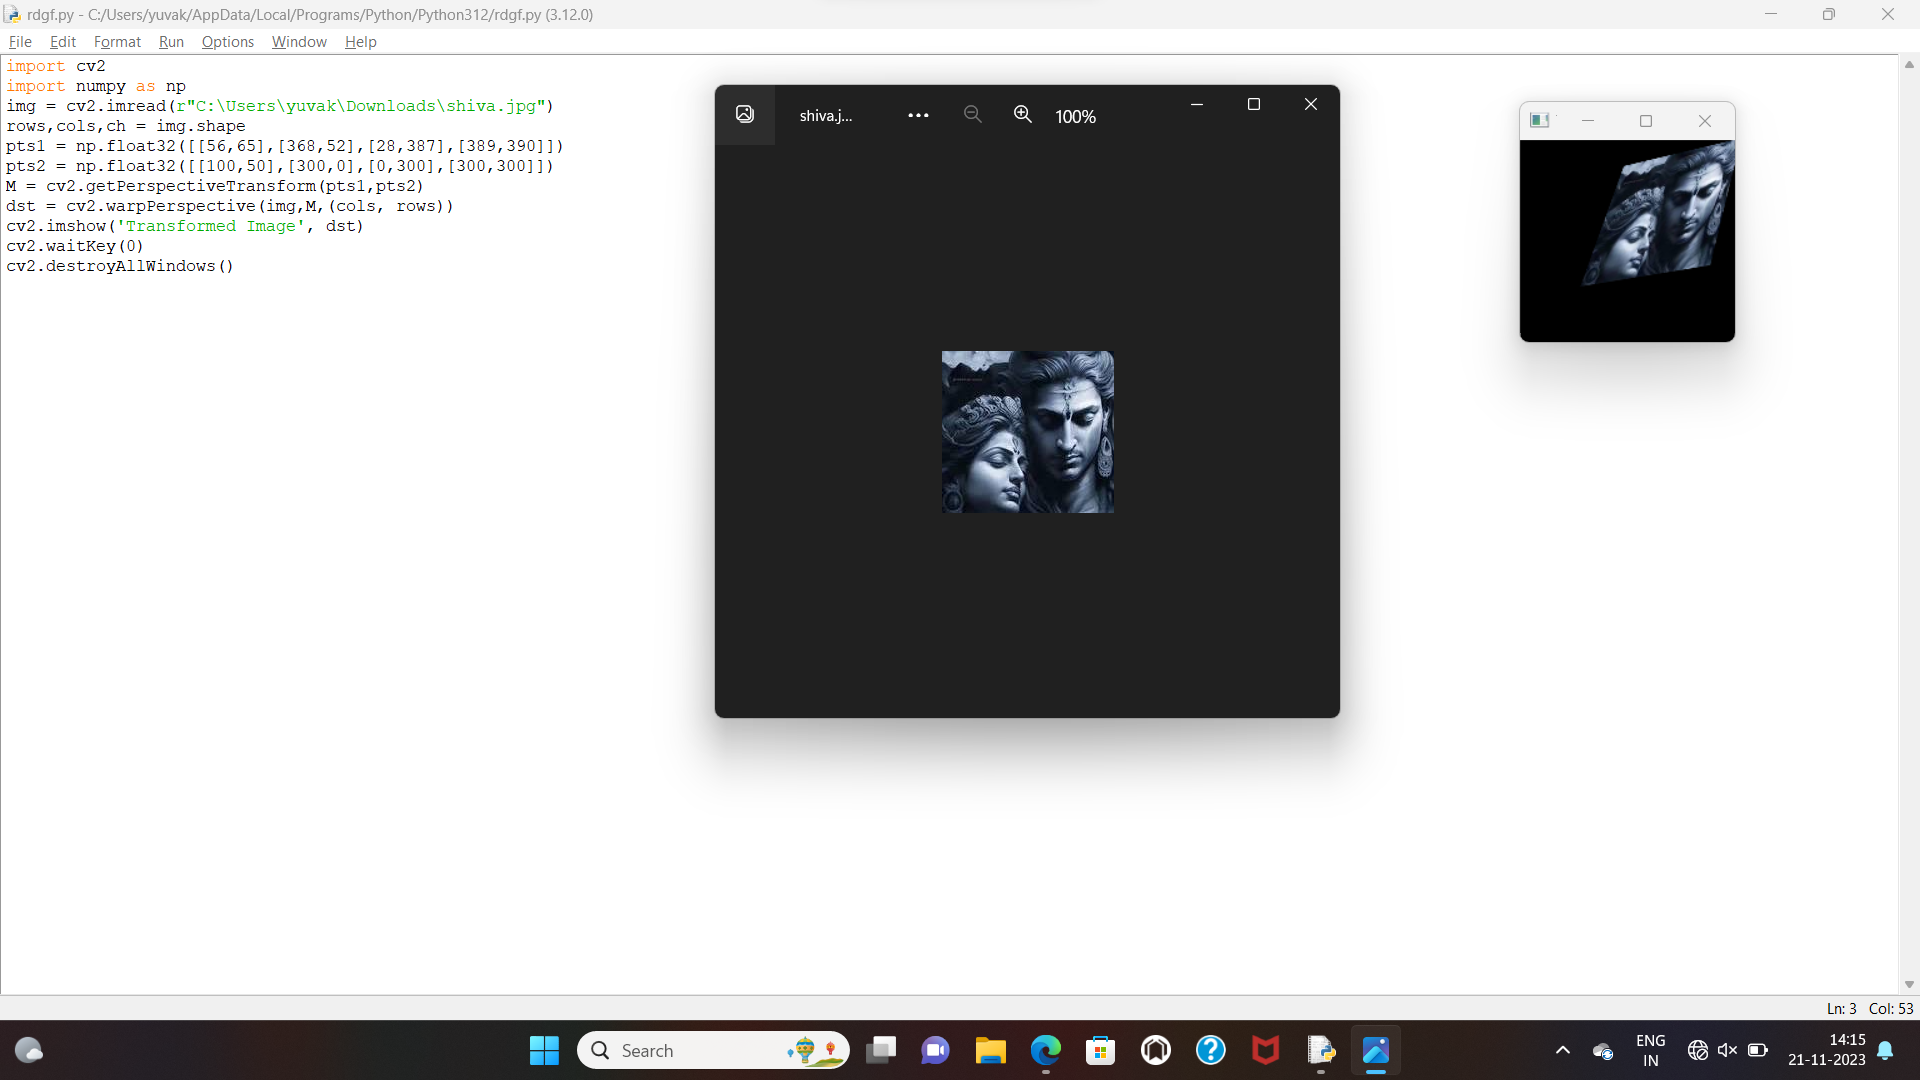 rdgf.py - C:/Users/yuvak/AppData/Local/Programs/Python/Python312/rdgf.py (3.12.0)
File Edit Format Run Options Window Help
import cv2
import numpy as np
img = cv2.imread(r"C:\Users\yuvak\Downloads\shiva.jpg")
rows,cols,ch = img.shape
pts1 = np.float32([[56,65],[368,52],[28,387],[389,390]])
pts2 = np.float32([[100,50],[300,0],[0,300],[300,300]])
M = cv2.getPerspectiveTransform(pts1,pts2)
dst = cv2.warpPerspective(img,M,(cols, rows))
cv2.imshow('Transformed Image', dst)
cv2.waitKey(0)
cv2.destroyAllWindows()
shiva.j... ••• 100%
Ln: 3 Col: 53
Search
ENG
IN
14:15
21-11-2023